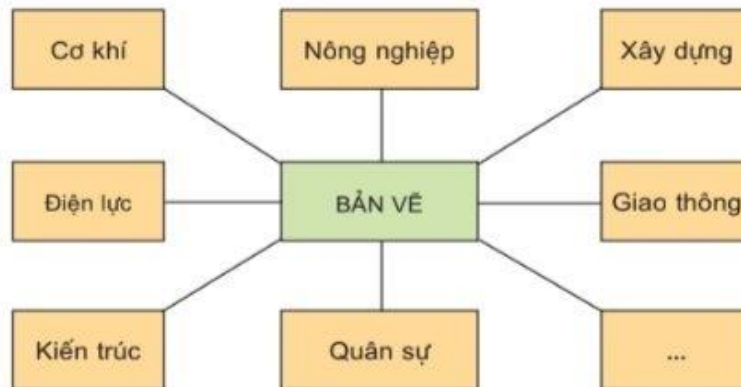 Cơ khí
Nông nghiệp
Xây dựng
Điện lực
BẢN VẼ
Giao thông
Kiến trúc
Quân sự
...